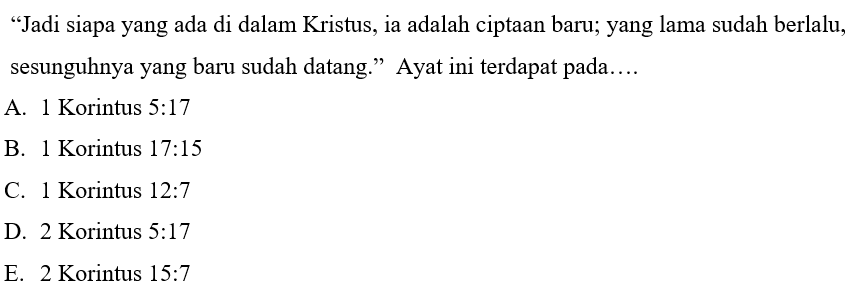 “Jadi siapa yang ada di dalam Kristus, ia adalah ciptaan baru; yang lama sudah berlalu,
sesungguhnya yang baru sudah datang.” Ayat ini terdapat pada….
A. 1 Korintus 5:17
B. 1 Korintus 17:15
C. 1 Korintus 12:7
D. 2 Korintus 5:17
E. 2 Korintus 15:7